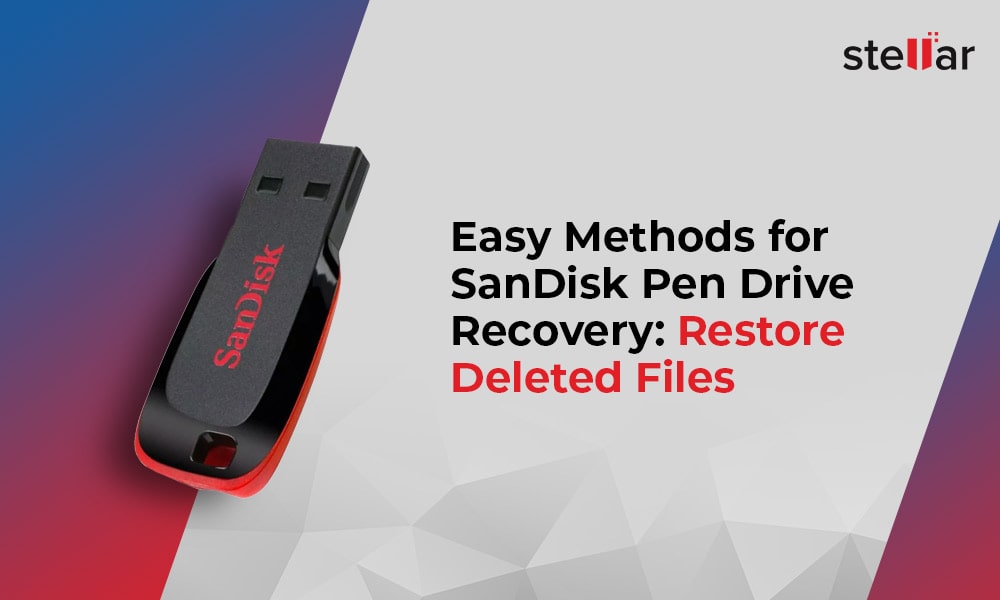 stellar
SanDisk
Easy Methods for
SanDisk Pen Drive
Recovery: Restore
Deleted Files